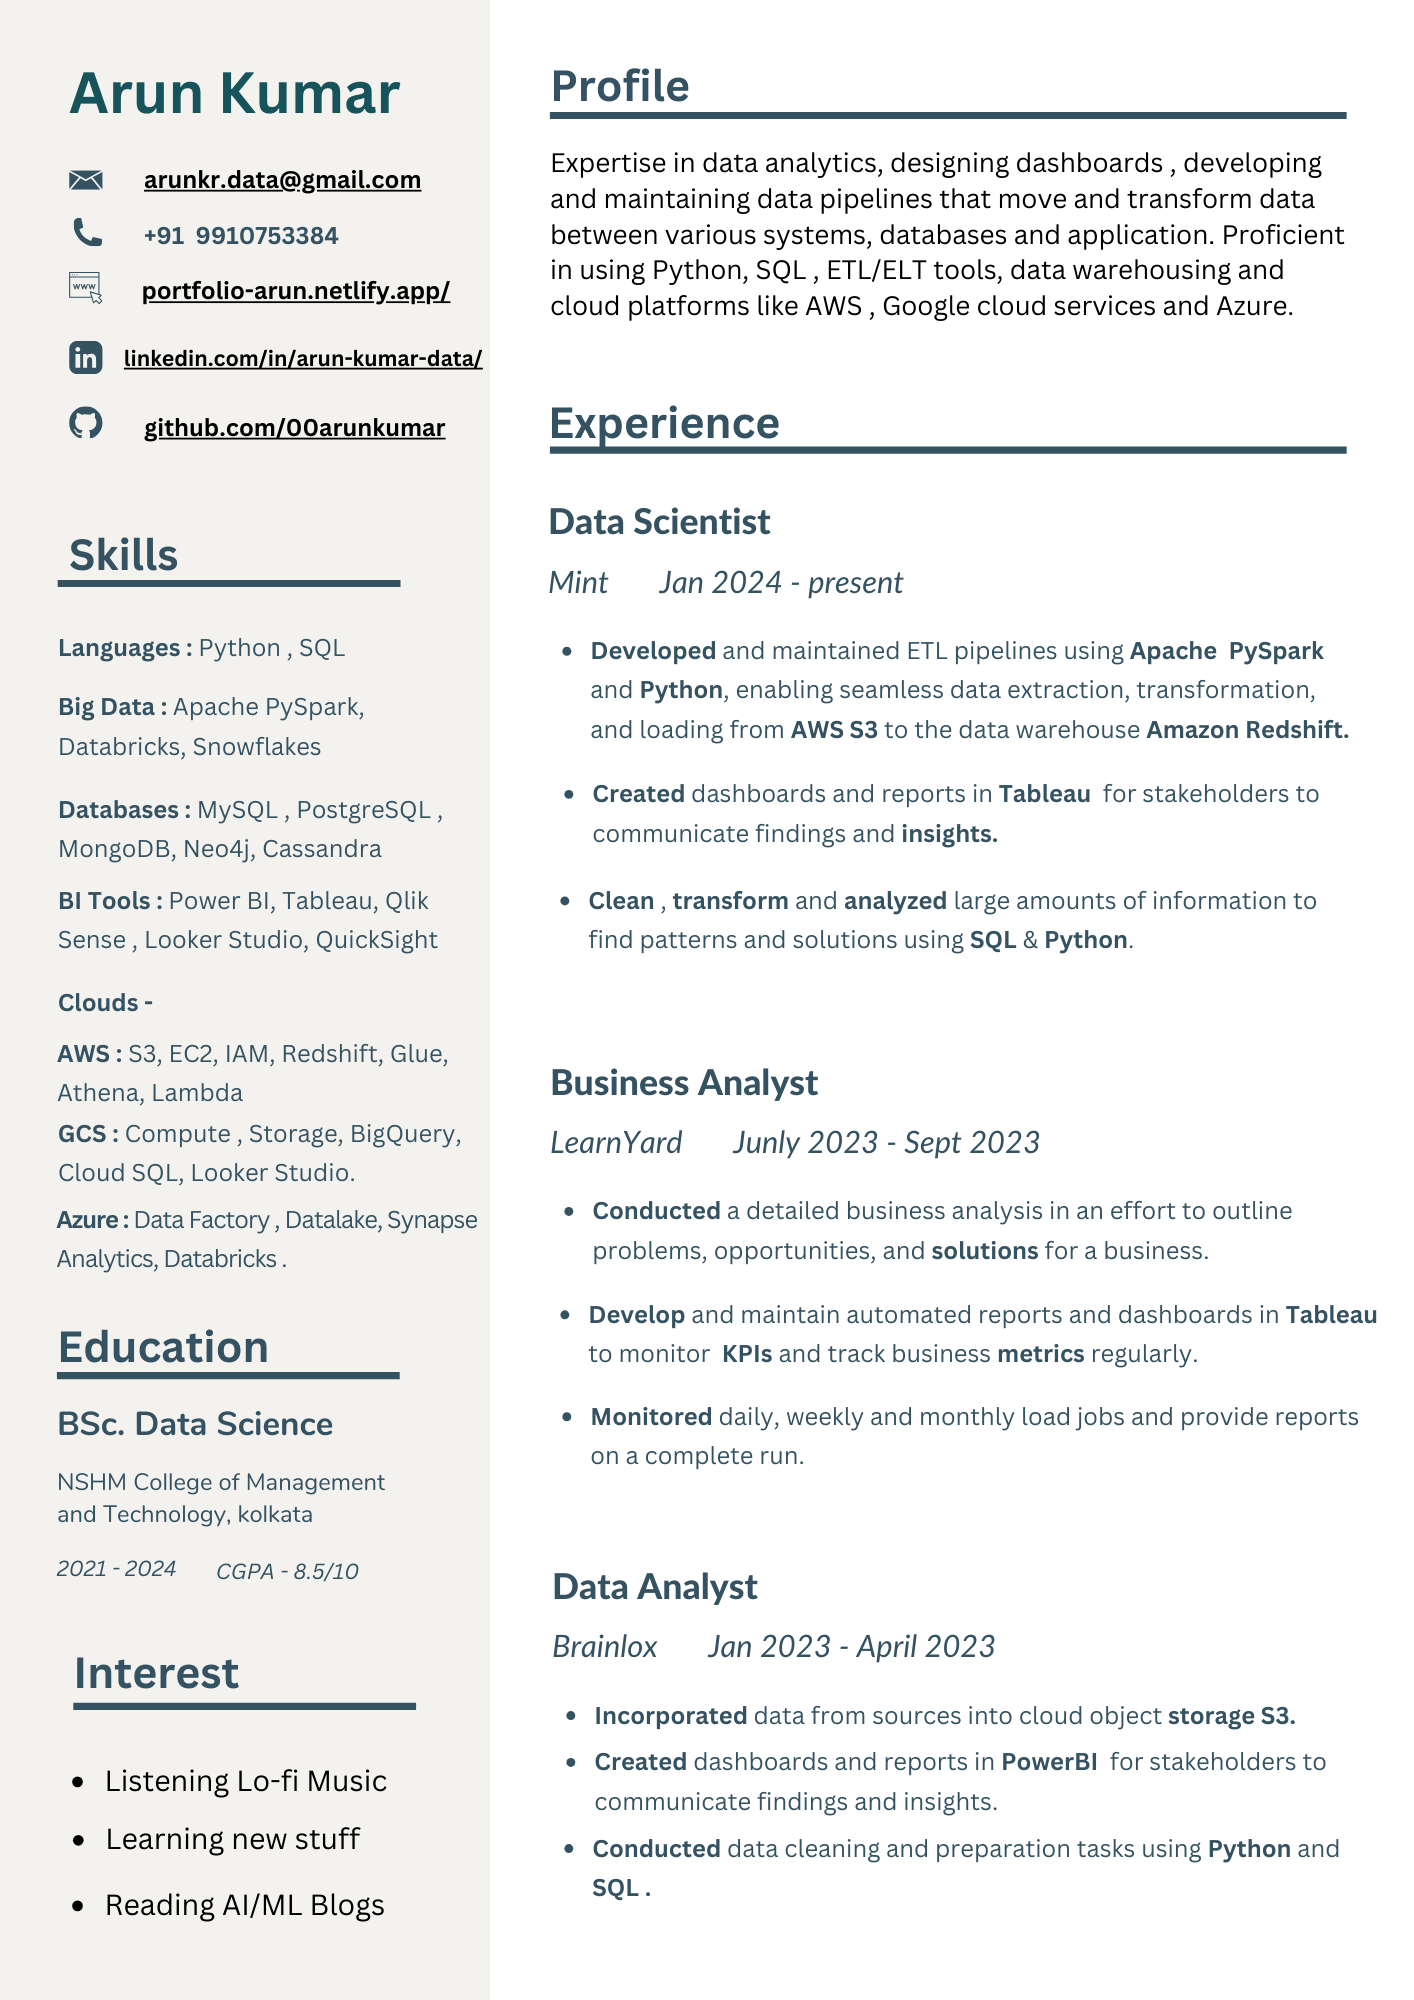 Arun Kumar
arunkr.data@gmail.com
+91 9910753384
www
portfolio-arun.netlify.app/
in
linkedin.com/in/arun-kumar-data/
github.com/00arunkumar
Skills
Languages : Python , SQL
Big Data : Apache PySpark,
Databricks, Snowflakes
Databases : MySQL , PostgreSQL ,
MongoDB, Neo4j, Cassandra
BI Tools : Power BI, Tableau, Qlik
Sense , Looker Studio, QuickSight
Clouds -
AWS : S3, EC2, IAM, Redshift, Glue,
Athena, Lambda
GCS : Compute , Storage, BigQuery,
Cloud SQL, Looker Studio.
Azure : Data Factory , Datalake, Synapse
Analytics, Databricks .
Education
BSc. Data Science
NSHM College of Management
and Technology, kolkata
2021 - 2024 CGPA - 8.5/10
Interest
• Listening Lo-fi Music
• Learning new stuff
• Reading AI/ML Blogs
Profile
Expertise in data analytics, designing dashboards , developing
and maintaining data pipelines that move and transform data
between various systems, databases and application. Proficient
in using Python, SQL , ETL/ELT tools, data warehousing and
cloud platforms like AWS , Google cloud services and Azure.
Experience
Data Scientist
Mint Jan 2024 - present
• Developed and maintained ETL pipelines using Apache PySpark
and Python, enabling seamless data extraction, transformation,
and loading from AWS S3 to the data warehouse Amazon Redshift.
• Created dashboards and reports in Tableau for stakeholders to
communicate findings and insights.
• Clean , transform and analyzed large amounts of information to
find patterns and solutions using SQL & Python.
Business Analyst
LearnYard Junly 2023 - Sept 2023
• Conducted a detailed business analysis in an effort to outline
problems, opportunities, and solutions for a business.
• Develop and maintain automated reports and dashboards in Tableau
to monitor KPIs and track business metrics regularly.
• Monitored daily, weekly and monthly load jobs and provide reports
on a complete run.
Data Analyst
Brainlox Jan 2023 - April 2023
• Incorporated data from sources into cloud object storage S3.
• Created dashboards and reports in PowerBI for stakeholders to
communicate findings and insights.
• Conducted data cleaning and preparation tasks using Python and
SQL .